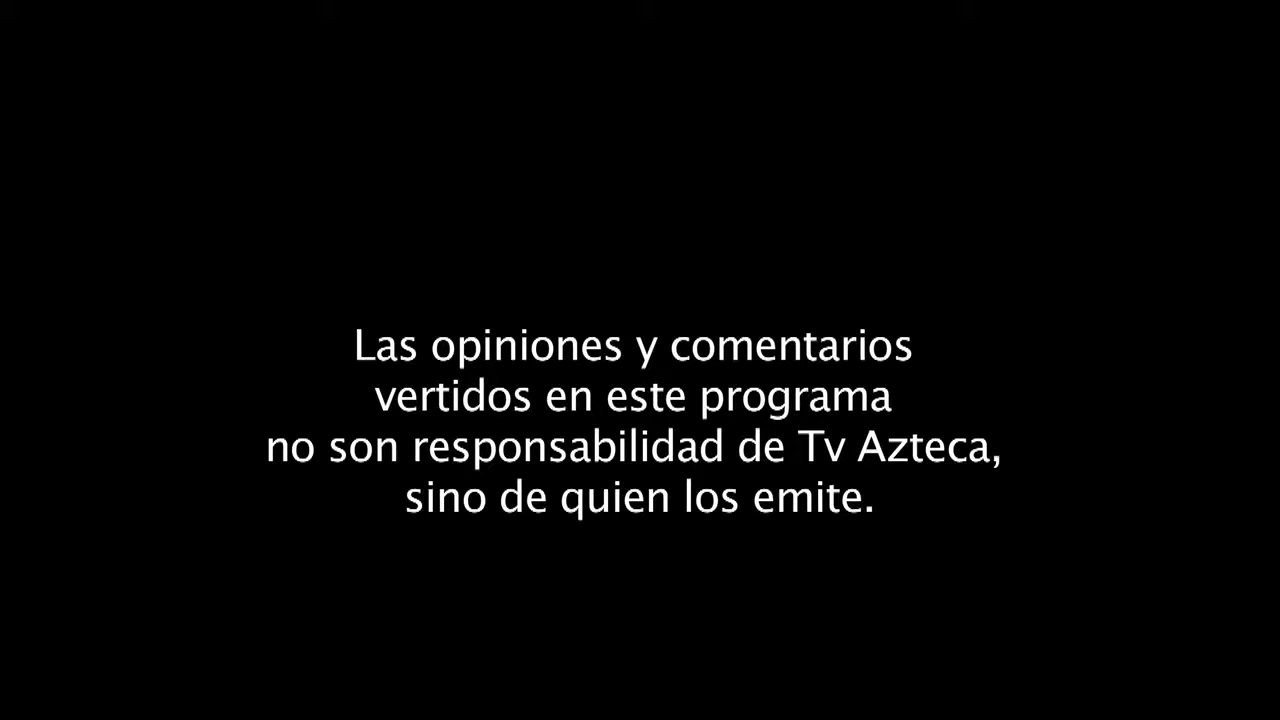 Las opiniones y comentarios
vertidos en este programa
no son responsabilidad de Tv Azteca,
sino de quien los emite.